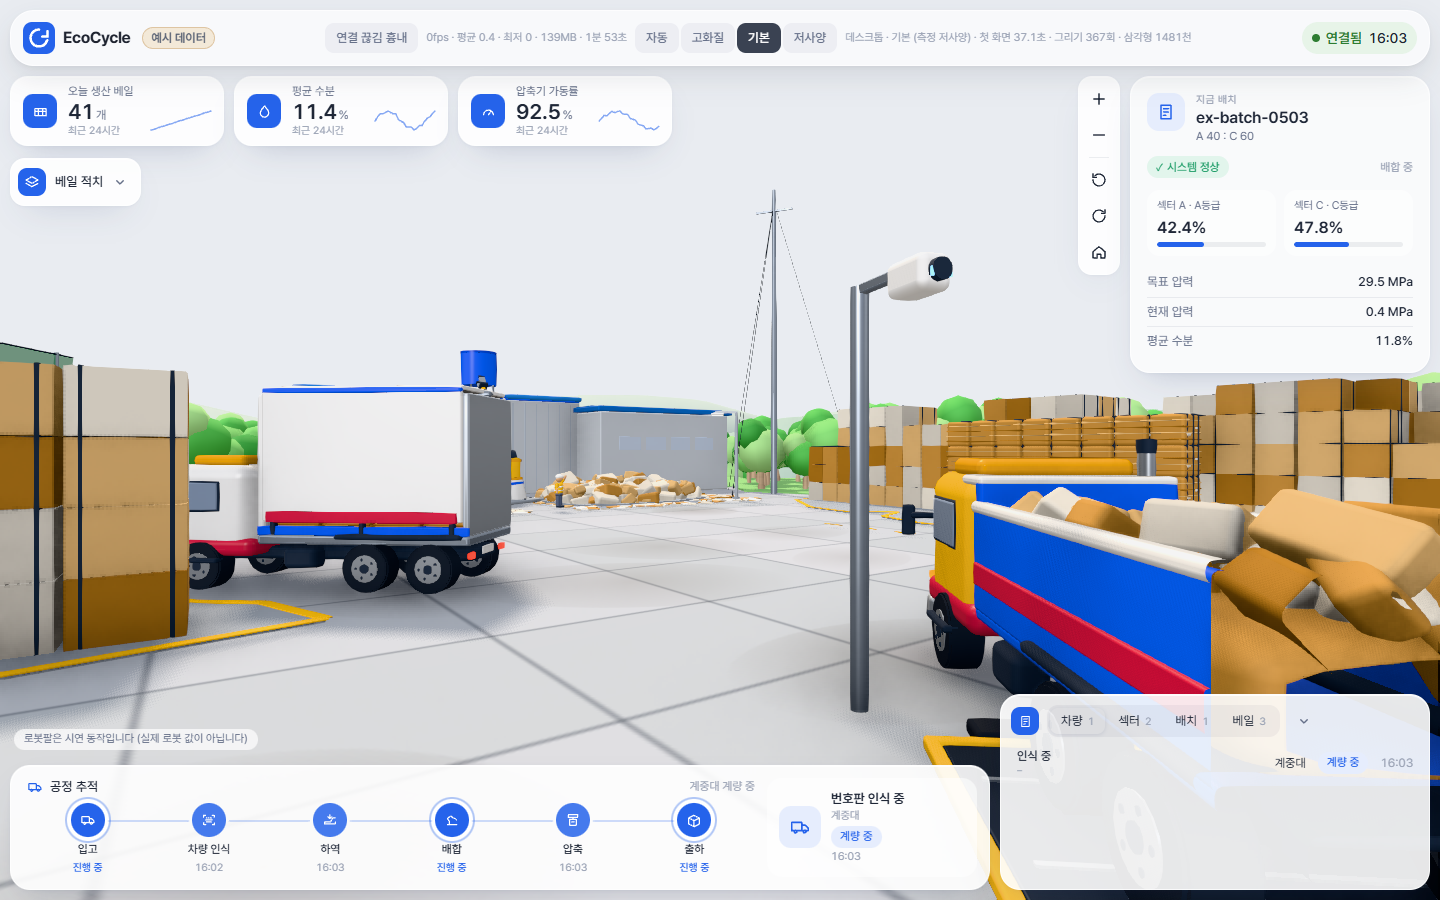 EcoCycle
예시 데이터
연결 끊김 흉내
0fps · 평균 0.4 · 최저 0 · 139MB · 1분 53초
자동
고화질
기본
저사양
데스크톱 · 기본 (측정 저사양) · 첫 화면 37.1초 · 그리기 367회 · 삼각형 1481천
연결됨 16:03
오늘 생산 베일
41개
최근 24시간
평균 수분
11.4%
최근 24시간
압축기 가동률
92.5%
최근 24시간
베일 적치
지금 배치
ex-batch-0503
A 40 : C 60
✓ 시스템 정상
배합 중
섹터 A · A등급
42.4%
섹터 C · C등급
47.8%
목표 압력 29.5 MPa
현재 압력 0.4 MPa
평균 수분 11.8%
로봇팔은 시연 동작입니다 (실제 로봇 값이 아닙니다)
공정 추적
계중대 계량 중
입고
진행 중
차량 인식
16:02
하역
16:03
배합
진행 중
압축
16:03
출하
진행 중
번호판 인식 중
계중대
계량 중
16:03
차량 1
섹터 2
배치 1
베일 3
인식 중
–
계중대
계량 중
16:03